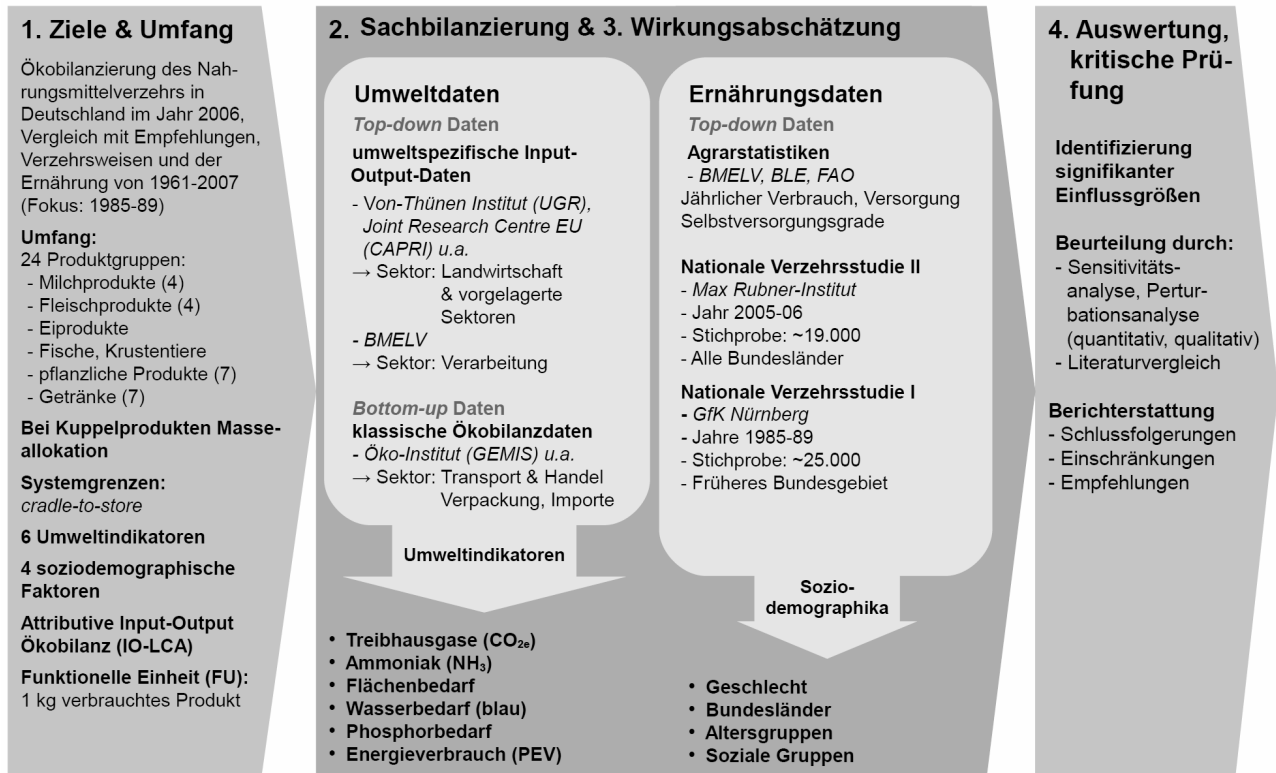 1. Ziele & Umfang
Ökobilanzierung des Nah-
rungsmittelverzehrs in
Deutschland im Jahr 2006,
Vergleich mit Empfehlungen,
Verzehrsweisen und der
Ernährung von 1961-2007
(Fokus: 1985-89)
Umfang:
24 Produktgruppen:
- Milchprodukte (4)
- Fleischprodukte (4)
- Eiprodukte
- Fische, Krustentiere
- pflanzliche Produkte (7)
- Getränke (7)
Bei Kuppelprodukten Masse-
allokation
Systemgrenzen:
cradle-to-store
6 Umweltindikatoren
4 soziodemographische
Faktoren
Attributive Input-Output
Ökobilanz (IO-LCA)
Funktionelle Einheit (FU):
1 kg verbrauchtes Produkt
2. Sachbilanzierung & 3. Wirkungsabschätzung
Umweltdaten
Top-down Daten
umweltspezifische Input-
Output-Daten
- Von-Thünen Institut (UGR),
Joint Research Centre EU
(CAPRI) u.a.
→ Sektor: Landwirtschaft
& vorgelagerte
Sektoren
- BMELV
→ Sektor: Verarbeitung
Bottom-up Daten
klassische Ökobilanzdaten
- Öko-Institut (GEMIS) u.a.
→ Sektor: Transport & Handel
Verpackung, Importe
Umweltindikatoren
• Treibhausgase (CO₂ₑ)
• Ammoniak (NH₃)
• Flächenbedarf
• Wasserbedarf (blau)
• Phosphorbedarf
• Energieverbrauch (PEV)
Ernährungsdaten
Top-down Daten
Agrarstatistiken
- BMELV, BLE, FAO
Jährlicher Verbrauch, Versorgung
Selbstversorgungsgrade
Nationale Verzehrsstudie II
- Max Rubner-Institut
- Jahr 2005-06
- Stichprobe: ~19.000
- Alle Bundesländer
Nationale Verzehrsstudie I
- GfK Nürnberg
- Jahre 1985-89
- Stichprobe: ~25.000
- Früheres Bundesgebiet
Sozio-
demographika
• Geschlecht
• Bundesländer
• Altersgruppen
• Soziale Gruppen
4. Auswertung,
kritische Prü-
fung
Identifizierung
signifikanter
Einflussgrößen
Beurteilung durch:
- Sensitivitäts-
analyse, Pertur-
bationsanalyse
(quantitativ, qualitativ)
- Literaturvergleich
Berichterstattung
- Schlussfolgerungen
- Einschränkungen
- Empfehlungen